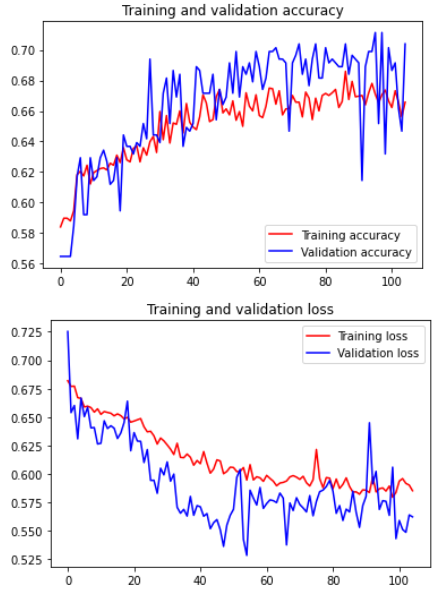 Training and validation accuracy
0.70
0.68
0.66
0.64
0.62
0.60
0.58
0.56
Training accuracy
Validation accuracy
0 20 40 60 80 100
Training and validation loss
0.725
0.700
0.675
0.650
0.625
0.600
0.575
0.550
0.525
Training loss
Validation loss
0 20 40 60 80 100